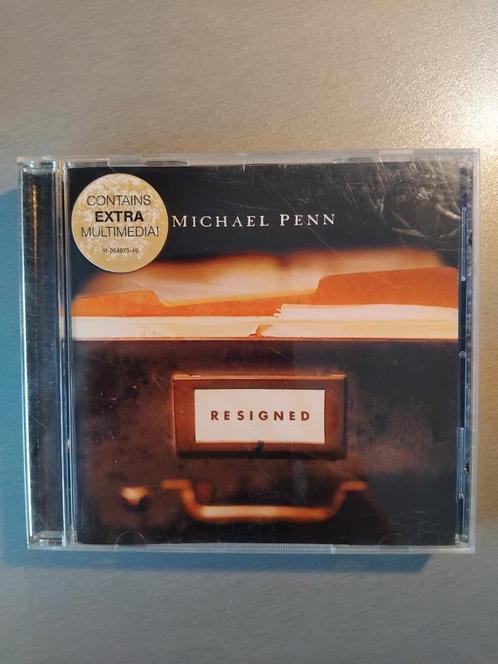 CONTAINS
EXTRA
MULTIMEDIA!
MICHAEL PENN
RESIGNED